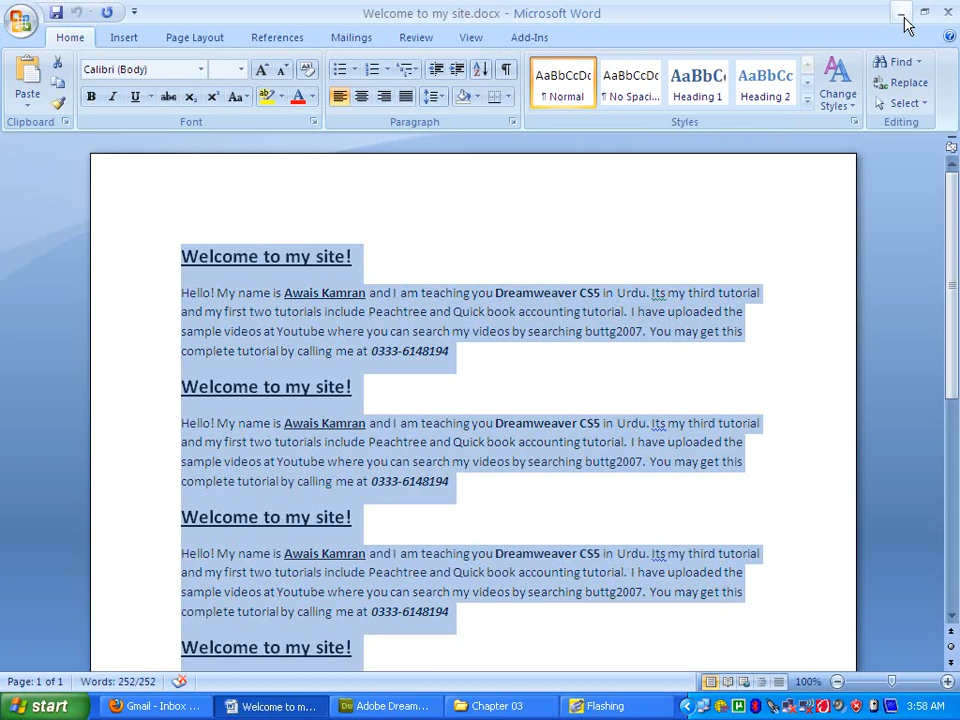 Welcome to my site.docx - Microsoft Word
Home Insert Page Layout References Mailings Review View Add-Ins
Paste
Calibri (Body)
B I U abc X₂ X² Aa
AaBbCcDc AaBbCcDc AaBbC AaBbCc
¶ Normal ¶ No Spaci... Heading 1 Heading 2
Change Styles
Find
Replace
Select
Clipboard Font Paragraph Styles Editing
Welcome to my site!
Hello! My name is Awais Kamran and I am teaching you Dreamweaver CS5 in Urdu. Its my third tutorial
and my first two tutorials include Peachtree and Quick book accounting tutorial. I have uploaded the
sample videos at Youtube where you can search my videos by searching buttg2007. You may get this
complete tutorial by calling me at 0333-6148194
Welcome to my site!
Hello! My name is Awais Kamran and I am teaching you Dreamweaver CS5 in Urdu. Its my third tutorial
and my first two tutorials include Peachtree and Quick book accounting tutorial. I have uploaded the
sample videos at Youtube where you can search my videos by searching buttg2007. You may get this
complete tutorial by calling me at 0333-6148194
Welcome to my site!
Hello! My name is Awais Kamran and I am teaching you Dreamweaver CS5 in Urdu. Its my third tutorial
and my first two tutorials include Peachtree and Quick book accounting tutorial. I have uploaded the
sample videos at Youtube where you can search my videos by searching buttg2007. You may get this
complete tutorial by calling me at 0333-6148194
Welcome to my site!
Page: 1 of 1 Words: 252/252 100%
start Gmail - Inbox ... Welcome to m... Adobe Dream... Chapter 03 Flashing 3:58 AM